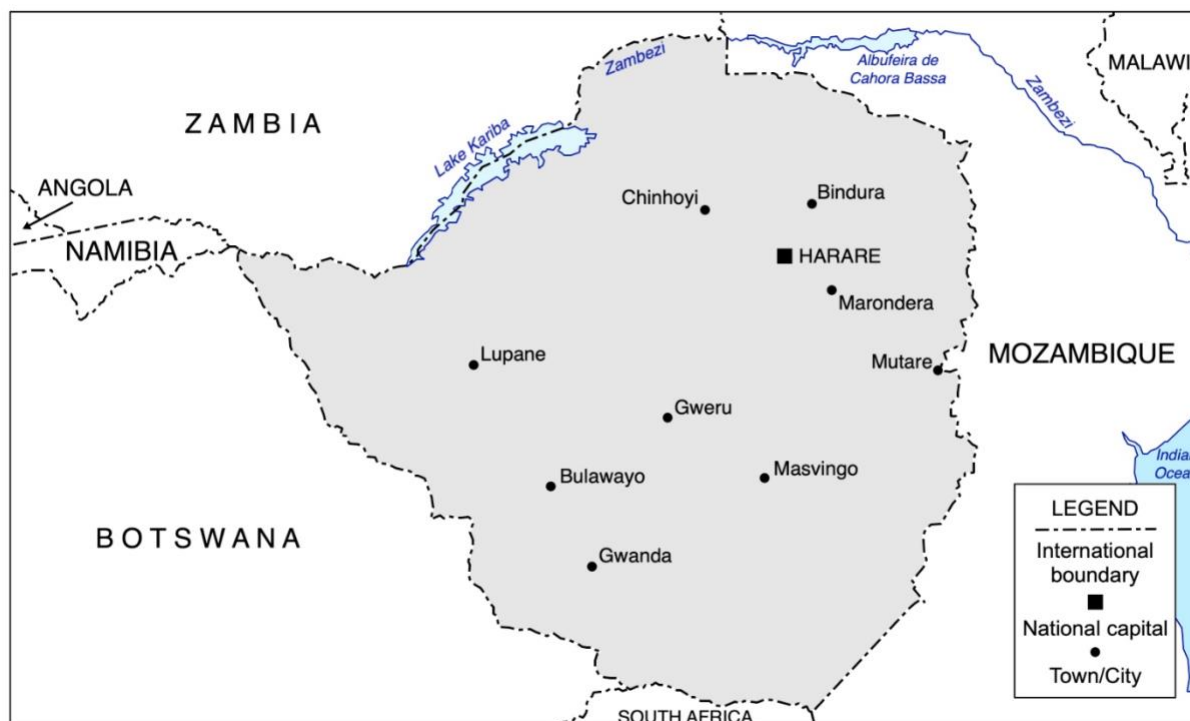 Zambezi
Albufeira de
Cahora Bassa
MALAWI
Zambezi
ZAMBIA
Lake Kariba
ANGOLA
NAMIBIA
Chinhoyi
Bindura
HARARE
Marondera
Lupane
Mutare
MOZAMBIQUE
Gweru
Bulawayo
Masvingo
BOTSWANA
Gwanda
SOUTH AFRICA
LEGEND
International
boundary
National capital
Town/City